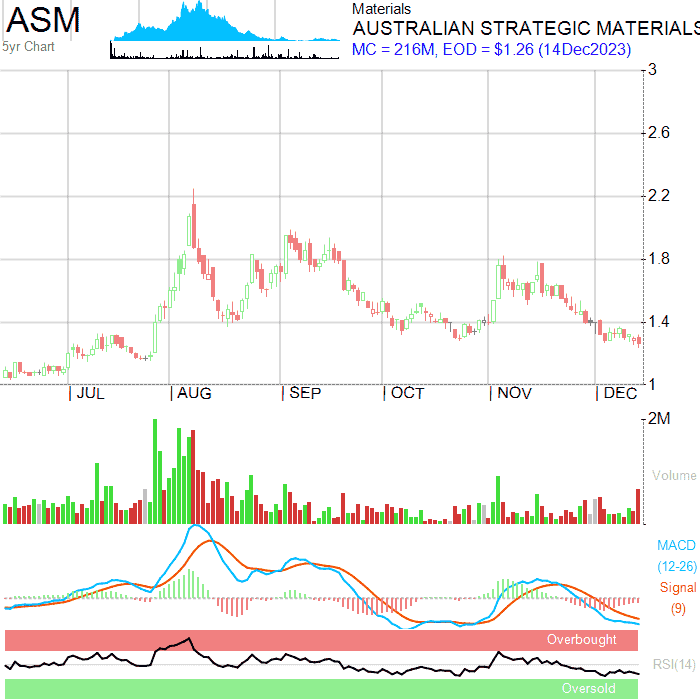 ASM
5yr Chart
Materials
AUSTRALIAN STRATEGIC MATERIALS
MC = 216M, EOD = $1.26 (14Dec2023)
3
2.6
2.2
1.8
1.4
1
JUL AUG SEP OCT NOV DEC
2M
Volume
MACD
(12-26)
Signal
(9)
Overbought
RSI(14)
Oversold